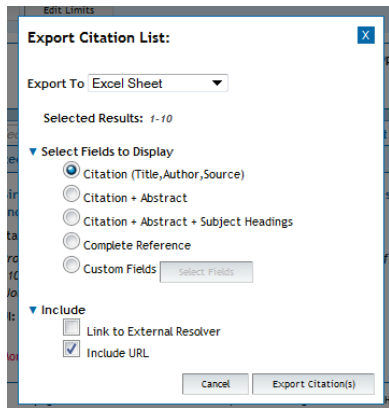 Edit Limits
Export Citation List:
X
Export To Excel Sheet
Selected Results: 1-10
Select Fields to Display
Citation (Title,Author,Source)
Citation + Abstract
Citation + Abstract + Subject Headings
Complete Reference
Custom Fields Select Fields
Include
Link to External Resolver
Include URL
Cancel Export Citation(s)